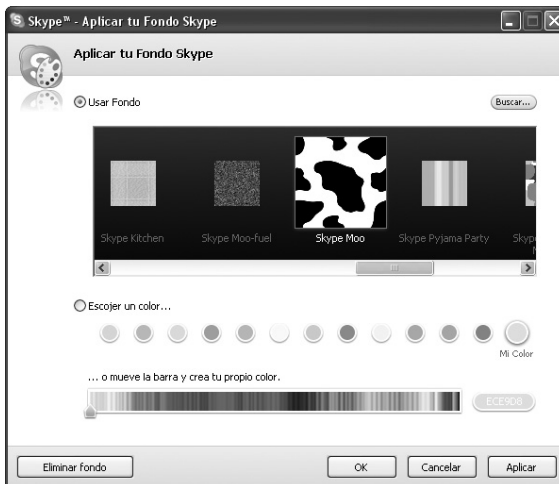 Skype™ - Aplicar tu Fondo Skype
Aplicar tu Fondo Skype
Usar Fondo
Buscar...
Skype Kitchen
Skype Moo-fuel
Skype Moo
Skype Pyjama Party
Escojer un color...
Mi Color
... o mueve la barra y crea tu propio color.
ECE9D8
Eliminar fondo
OK
Cancelar
Aplicar